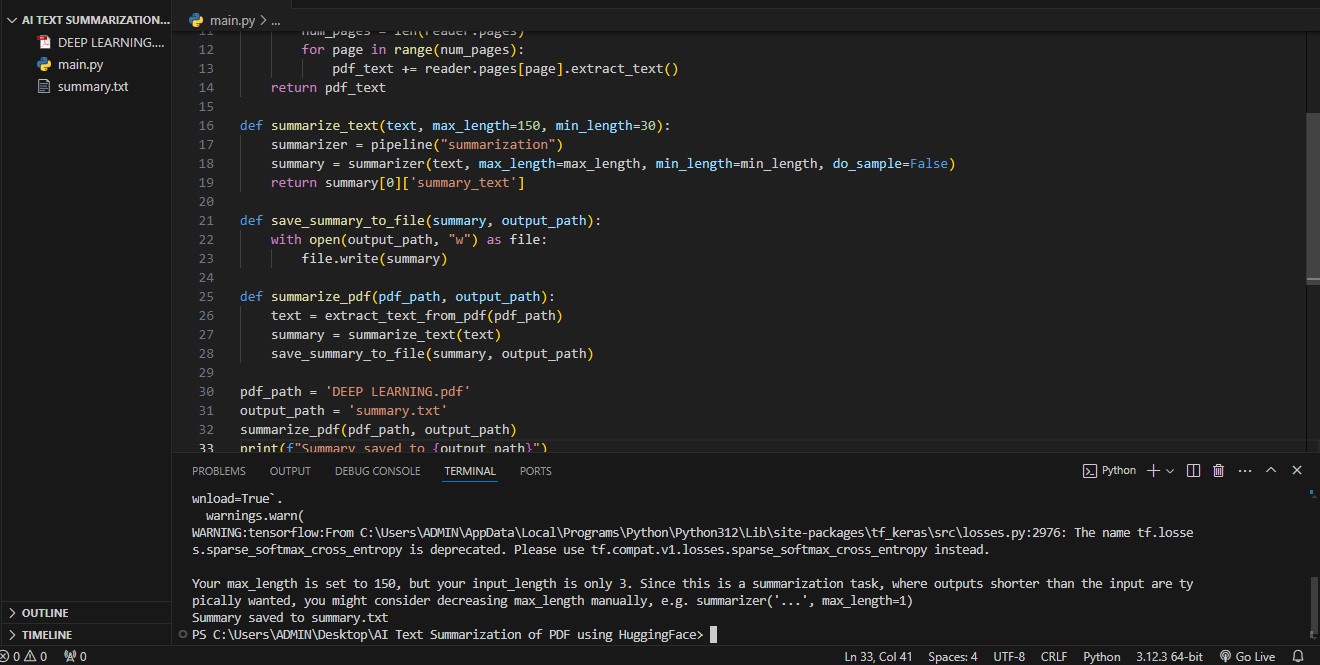 AI TEXT SUMMARIZATION...
DEEP LEARNING....
main.py
summary.txt
OUTLINE
TIMELINE
main.py > ...
11 num_pages = len(reader.pages)
12 for page in range(num_pages):
13 pdf_text += reader.pages[page].extract_text()
14 return pdf_text
15
16 def summarize_text(text, max_length=150, min_length=30):
17 summarizer = pipeline("summarization")
18 summary = summarizer(text, max_length=max_length, min_length=min_length, do_sample=False)
19 return summary[0]['summary_text']
20
21 def save_summary_to_file(summary, output_path):
22 with open(output_path, "w") as file:
23 file.write(summary)
24
25 def summarize_pdf(pdf_path, output_path):
26 text = extract_text_from_pdf(pdf_path)
27 summary = summarize_text(text)
28 save_summary_to_file(summary, output_path)
29
30 pdf_path = 'DEEP LEARNING.pdf'
31 output_path = 'summary.txt'
32 summarize_pdf(pdf_path, output_path)
33 print(f"Summary saved to {output_path}")
PROBLEMS OUTPUT DEBUG CONSOLE TERMINAL PORTS
Python
wnload=True`.
warnings.warn(
WARNING:tensorflow:From C:\Users\ADMIN\AppData\Local\Programs\Python\Python312\Lib\site-packages\tf_keras\src\losses.py:2976: The name tf.losse
s.sparse_softmax_cross_entropy is deprecated. Please use tf.compat.v1.losses.sparse_softmax_cross_entropy instead.
Your max_length is set to 150, but your input_length is only 3. Since this is a summarization task, where outputs shorter than the input are ty
pically wanted, you might consider decreasing max_length manually, e.g. summarizer('...', max_length=1)
Summary saved to summary.txt
PS C:\Users\ADMIN\Desktop\AI Text Summarization of PDF using HuggingFace>
0 0 0 Ln 33, Col 41 Spaces: 4 UTF-8 CRLF Python 3.12.3 64-bit Go Live